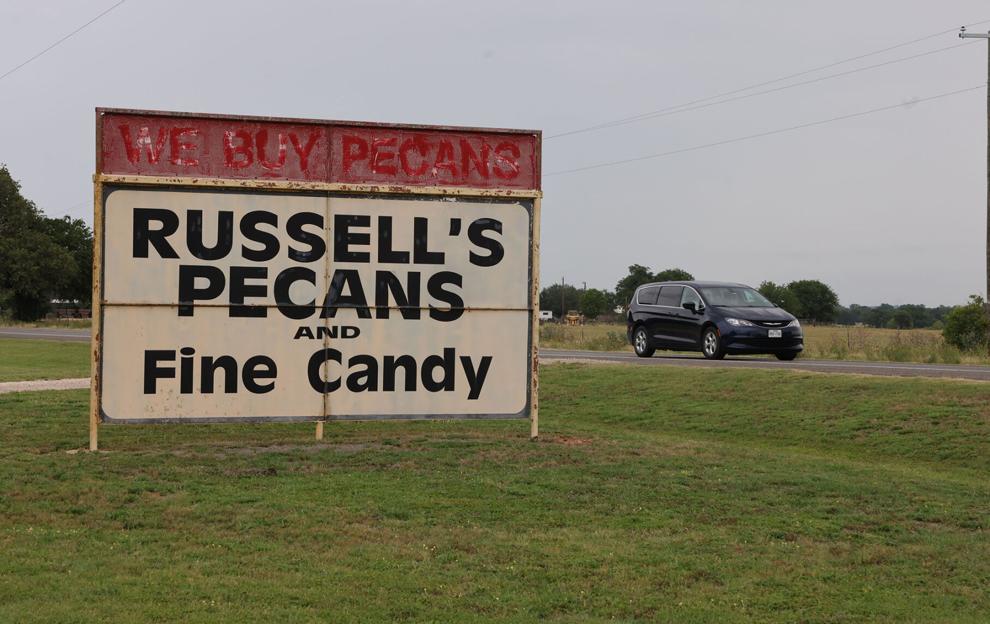 WE BUY PECANS
RUSSELL'S
PECANS
AND
Fine Candy